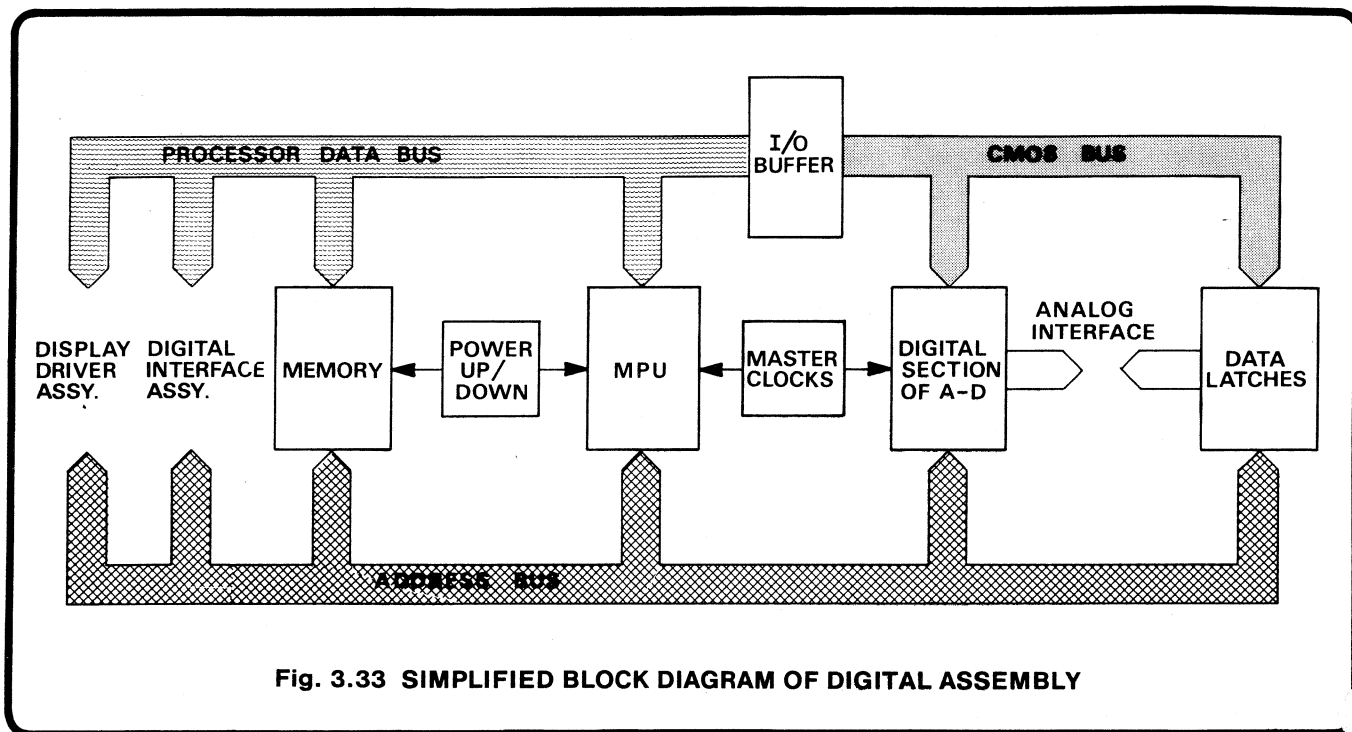 I/O
BUFFER
PROCESSOR DATA BUS
CMOS BUS
DISPLAY
DRIVER
ASSY.
DIGITAL
INTERFACE
ASSY.
MEMORY
POWER
UP/
DOWN
MPU
MASTER
CLOCKS
DIGITAL
SECTION
OF A-D
ANALOG
INTERFACE
DATA
LATCHES
ADDRESS BUS
Fig. 3.33 SIMPLIFIED BLOCK DIAGRAM OF DIGITAL ASSEMBLY